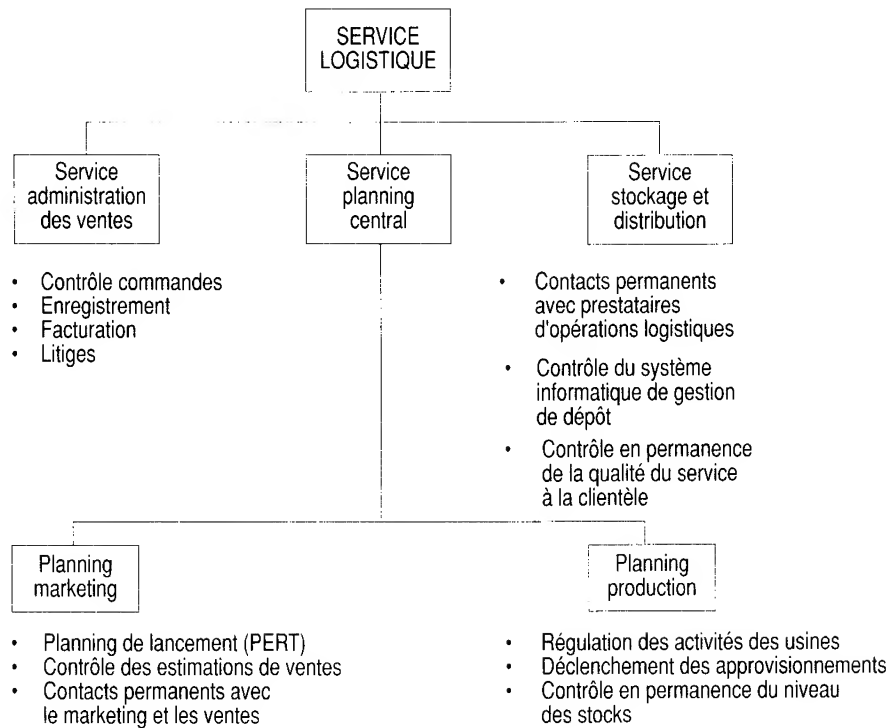 SERVICE
LOGISTIQUE
Service
administration
des ventes
Service
planning
central
Service
stockage et
distribution
• Contrôle commandes
• Enregistrement
• Facturation
• Litiges
• Contacts permanents
avec prestataires
d'opérations logistiques
• Contrôle du système
informatique de gestion
de dépôt
• Contrôle en permanence
de la qualité du service
à la clientèle
Planning
marketing
Planning
production
• Planning de lancement (PERT)
• Contrôle des estimations de ventes
• Contacts permanents avec
le marketing et les ventes
• Régulation des activités des usines
• Déclenchement des approvisionnements
• Contrôle en permanence du niveau
des stocks